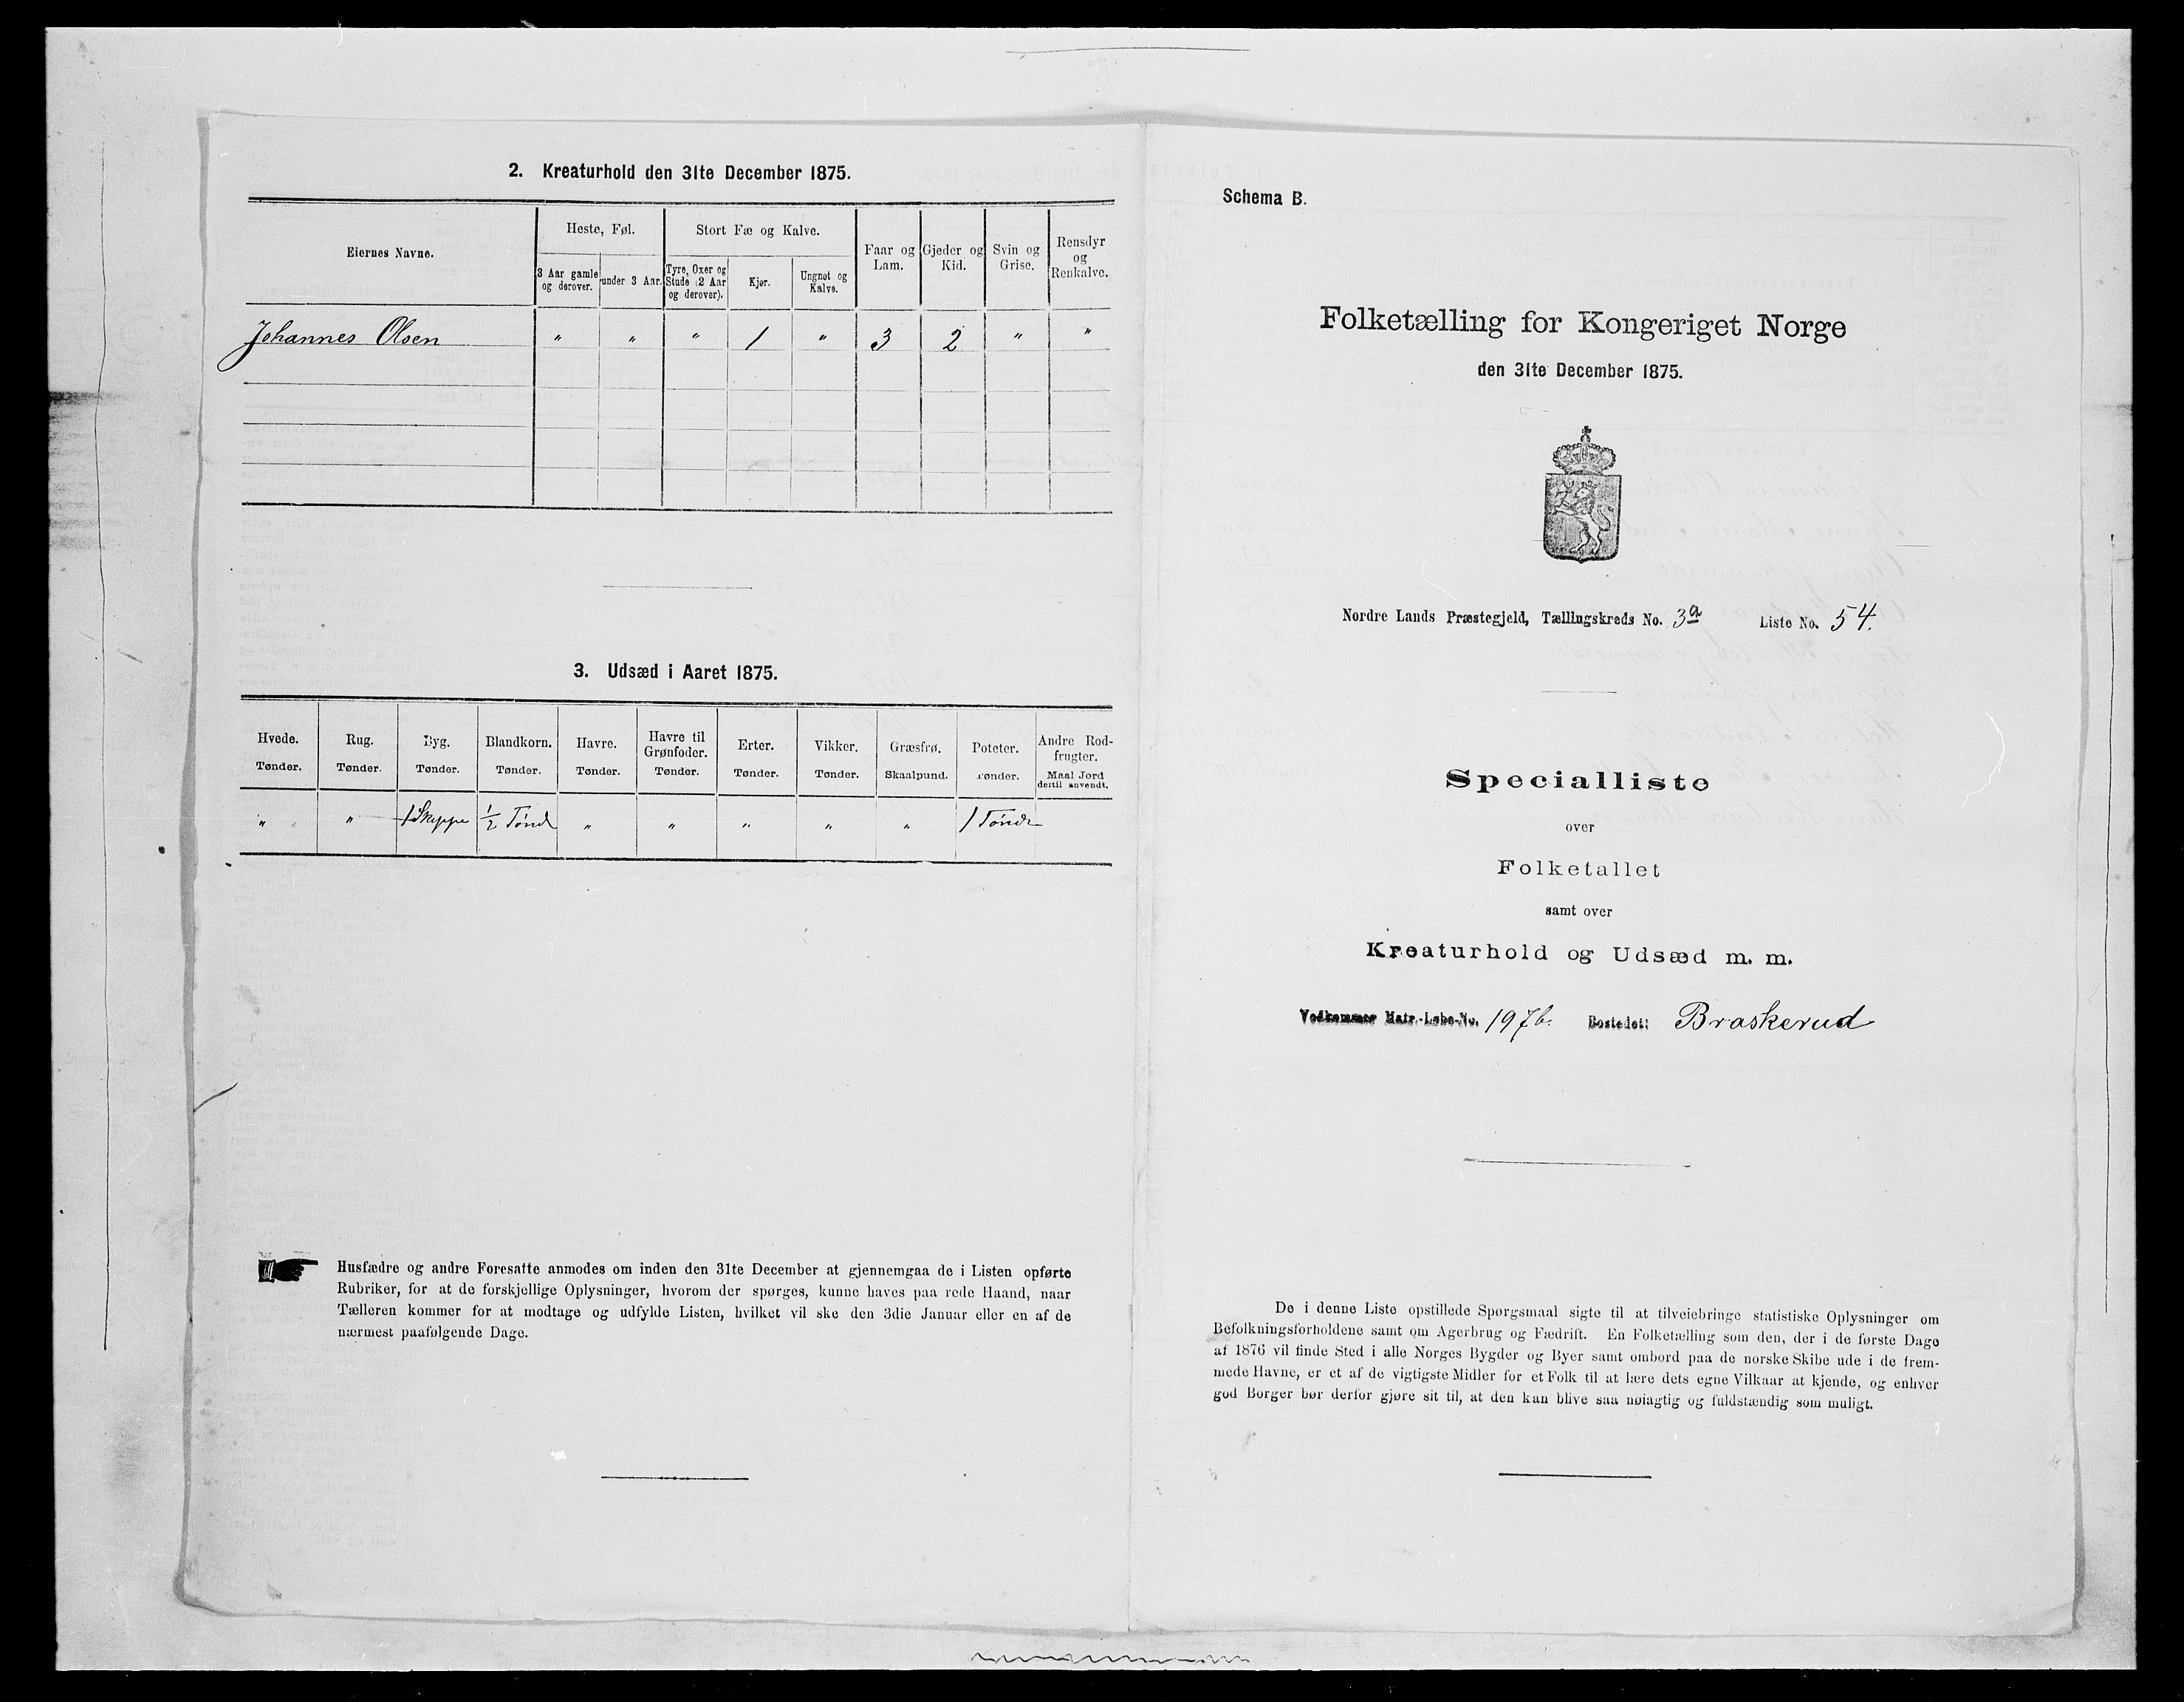 2. Kreaturhold den 31te December 1875.
Eiernes Navne.
Heste, Føl.
Stort Fæ og Kalve.
Faar og Lam.
Gjeder og Kid.
Svin og Grise.
Rensdyr og Renkalve.
3 Aar gamle og derover.
under 3 Aar.
Tyre, Oxer og Stude (2 Aar og derover).
Kjør.
Ungnøt og Kalve.
Johannes Olsen " " " 1 " 3 2 " "
3. Udsæd i Aaret 1875.
Hvede. Rug. Byg. Blandkorn. Havre. Havre til Grønfoder. Erter. Vikker. Græsfrø. Poteter. Andre Rodfrugter.
Tønder. Tønder. Tønder. Tønder. Tønder. Tønder. Tønder. Tønder. Skaalpund. Tønder. Maal Jord dertil anvendt.
" " 1 Skeppe 1/2 Tønd " " " " " 1 Tønde
Husfædre og andre Foresatte anmodes om inden den 31te December at gjennemgaa de i Listen opførte
Rubriker, for at de forskjellige Oplysninger, hvorom der spørges, kunne haves paa rede Haand, naar
Tælleren kommer for at modtage og udfylde Listen, hvilket vil ske den 3die Januar eller en af de
nærmest paafølgende Dage.
Schema B.
Folketælling for Kongeriget Norge
den 31te December 1875.
Nordre Lands Præstegjeld, Tællingskreds No. 3a Liste No. 54.
Specialliste
over
Folketallet
samt over
Kreaturhold og Udsæd m. m.
Vedkommer Matr.-Løbe-No. 197b. Bostedet: Braskerud
De i denne Liste opstillede Spørgsmaal sigte til at tilveiebringe statistiske Oplysninger om
Befolkningsforholdene samt om Agerbrug og Fædrift. En Folketælling som den, der i de første Dage
af 1876 vil finde Sted i alle Norges Bygder og Byer samt ombord paa de norske Skibe ude i de frem-
mede Havne, er et af de vigtigste Midler for et Folk til at lære dets egne Vilkaar at kjende, og enhver
god Borger bør derfor gjøre sit til, at den kan blive saa nøiagtig og fuldstændig som muligt.